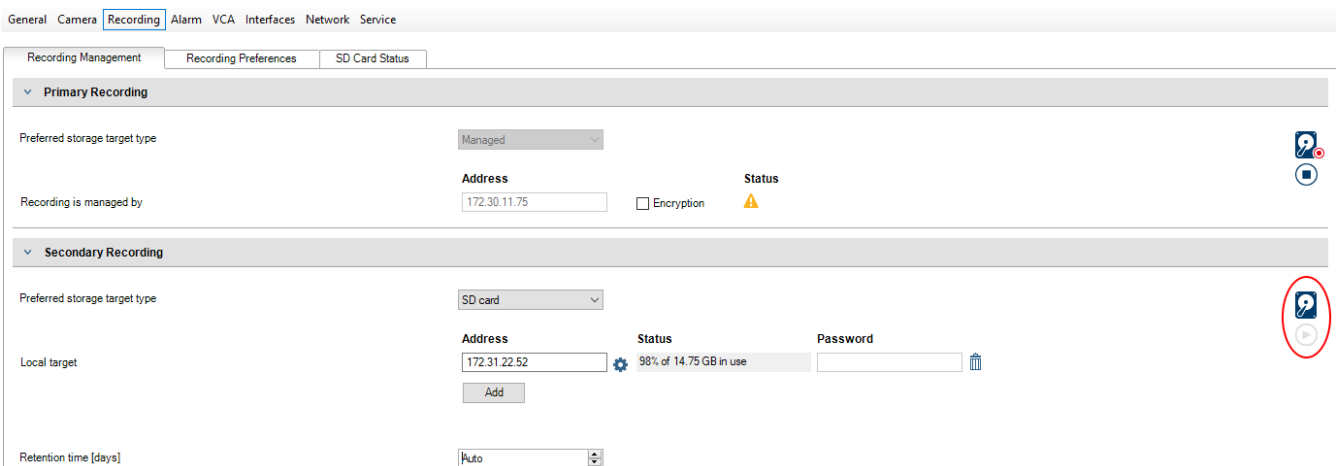 General Camera Recording Alarm VCA Interfaces Network Service
Recording Management Recording Preferences SD Card Status
Primary Recording
Preferred storage target type Managed
Address Status
Recording is managed by 172.30.11.75 Encryption
Secondary Recording
Preferred storage target type SD card
Address Status Password
Local target 172.31.22.52 98% of 14.75 GB in use
Add
Retention time [days] Auto